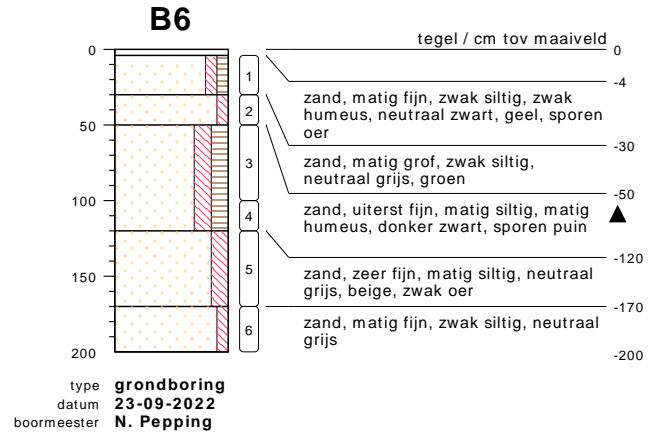 B6
tegel / cm tov maaiveld
0
0
-4
1
zand, matig fijn, zwak siltig, zwak
humeus, neutraal zwart, geel, sporen
oer
-30
2
50
zand, matig grof, zwak siltig,
neutraal grijs, groen
-50
3
zand, uiterst fijn, matig siltig, matig
humeus, donker zwart, sporen puin
100
4
-120
5
150
zand, zeer fijn, matig siltig, neutraal
grijs, beige, zwak oer
-170
6
zand, matig fijn, zwak siltig, neutraal
grijs
200
-200
type grondboring
datum 23-09-2022
boormeester N. Pepping